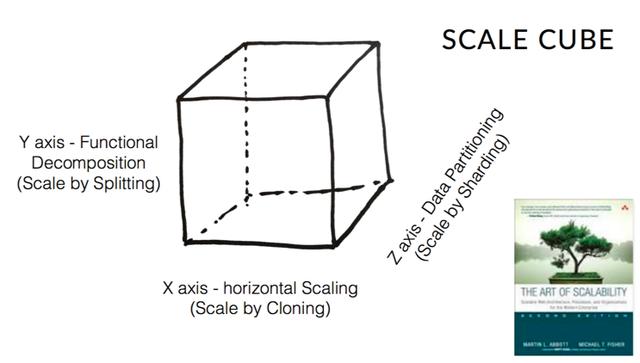 SCALE CUBE
Y axis - Functional
Decomposition
(Scale by Splitting)
Z axis - Data Partitioning
(Scale by Sharding)
X axis - horizontal Scaling
(Scale by Cloning)
THE ART OF SCALABILITY
Scalable Web Architecture, Processes, and Organizations
for the Modern Enterprise
SECOND EDITION
MARTIN L. ABBOTT MICHAEL T. FISHER